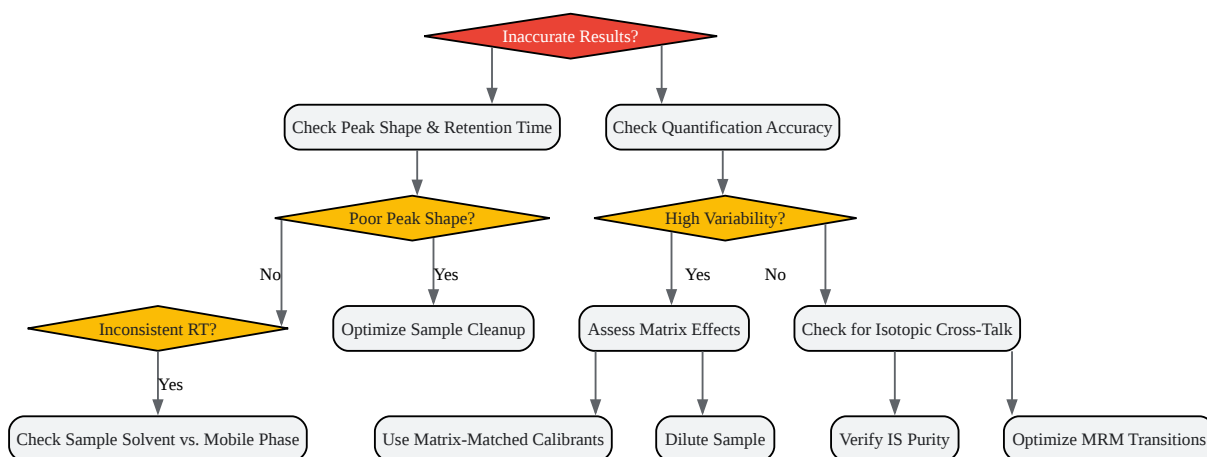 Inaccurate Results?
Check Peak Shape & Retention Time
Check Quantification Accuracy
Poor Peak Shape?
High Variability?
No
Yes
Yes
No
Inconsistent RT?
Optimize Sample Cleanup
Assess Matrix Effects
Check for Isotopic Cross-Talk
Yes
Check Sample Solvent vs. Mobile Phase
Use Matrix-Matched Calibrants
Dilute Sample
Verify IS Purity
Optimize MRM Transitions